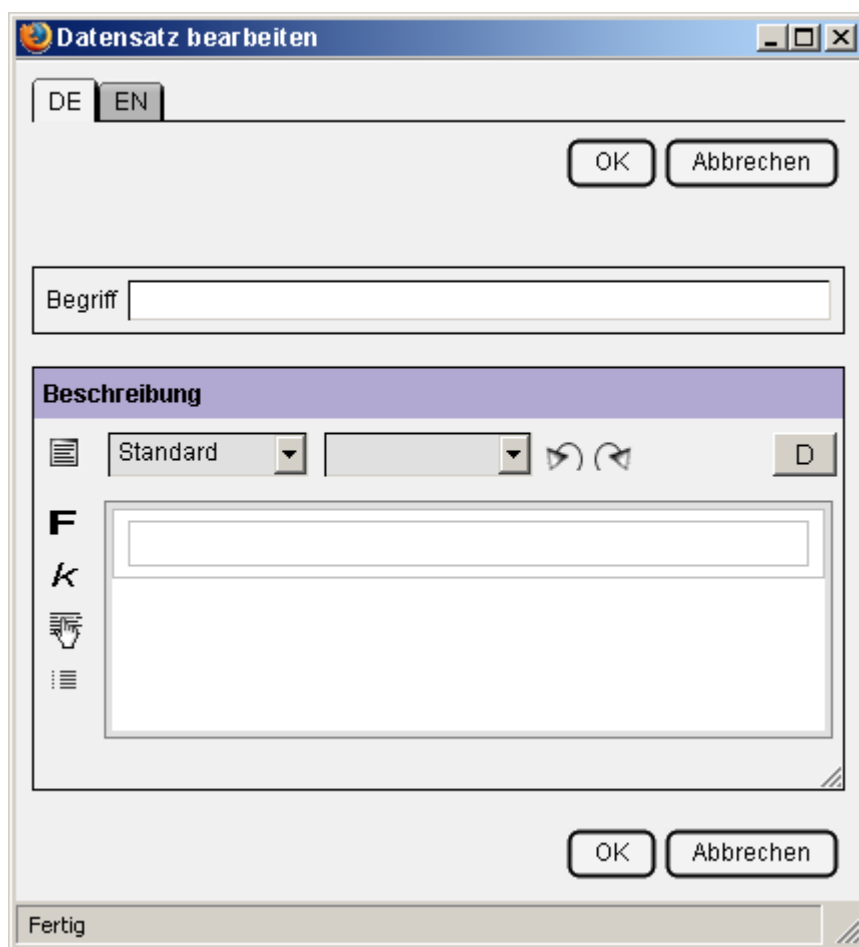 Datensatz bearbeiten
DE EN
OK Abbrechen
Begriff
Beschreibung
Standard D
F
k
OK Abbrechen
Fertig